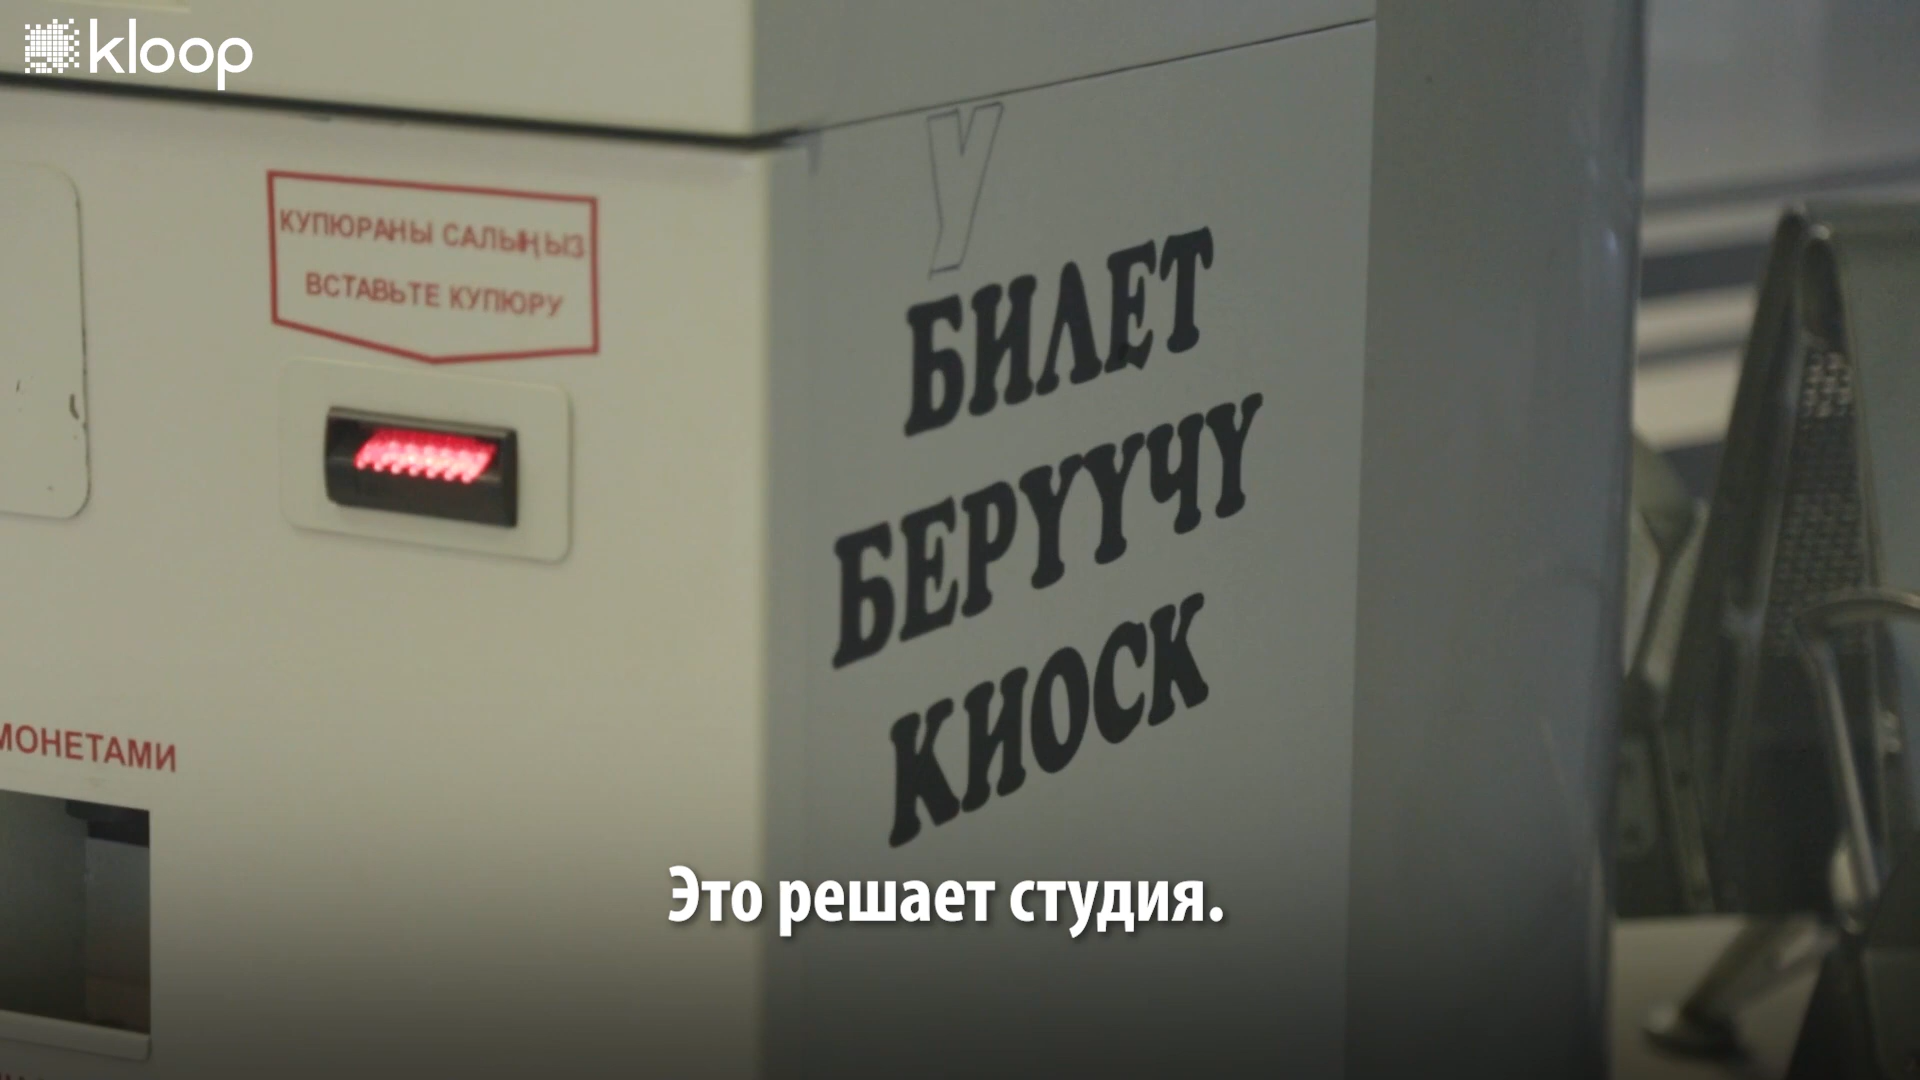 kloop
КУПЮРАНЫ САЛЫҢЫЗ
ВСТАВЬТЕ КУПЮРУ
У
БИЛЕТ
БЕРҮҮЧҮ
КИОСК
МОНЕТАМИ
Это решает студия.